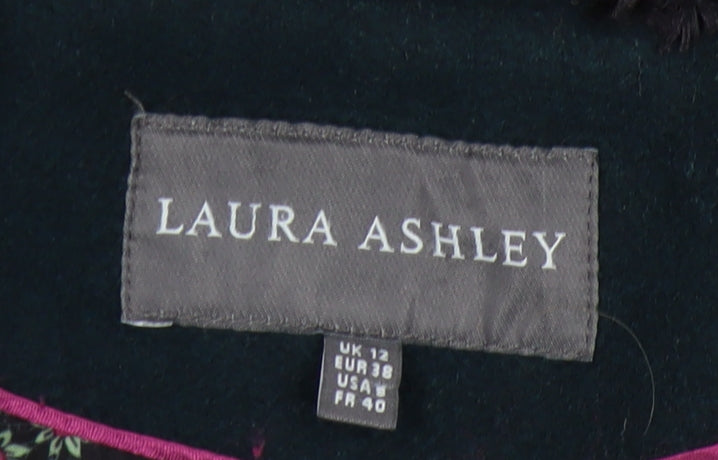 LAURA ASHLEY
UK 12
EUR 38
USA 8
FR 40